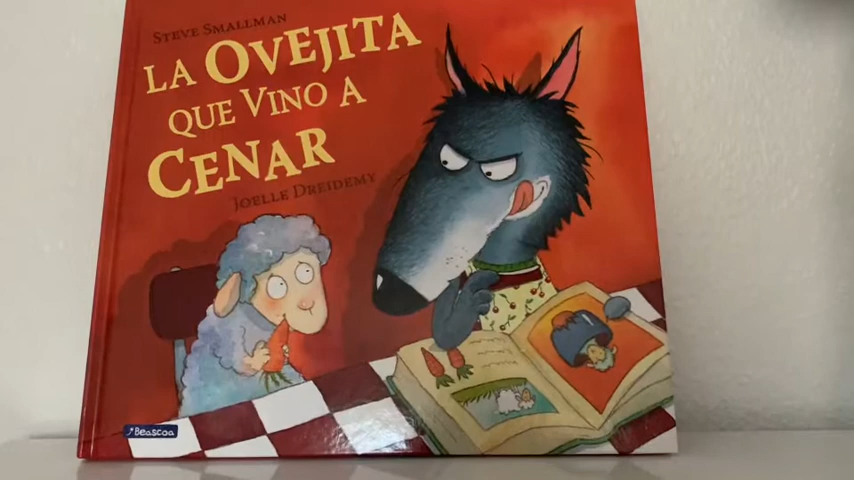 STEVE SMALLMAN
LA OVEJITA
QUE VINO A
CENAR
JOELLE DREIDEMY
Beascoa